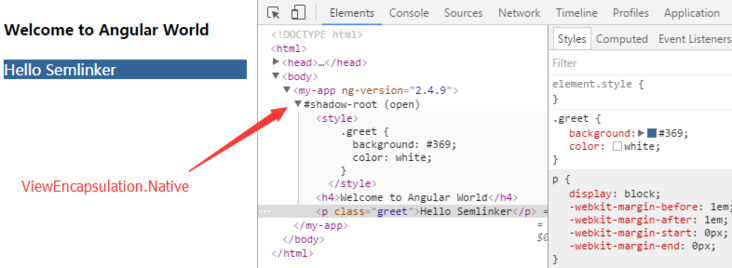 Welcome to Angular World
Hello Semlinker
ViewEncapsulation.Native
Elements Console Sources Network Timeline Profiles Application
<!DOCTYPE html>
<html>
<head>…</head>
<body>
<my-app ng-version="2.4.9">
#shadow-root (open)
<style>
.greet {
background: #369;
color: white;
}
</style>
<h4>Welcome to Angular World</h4>
… <p class="greet">Hello Semlinker</p> =
</my-app> =
</body> $0
</html>
Styles Computed Event Listeners
Filter
element.style {
}
.greet {
background: #369;
color: white;
}
p {
display: block;
-webkit-margin-before: 1em;
-webkit-margin-after: 1em;
-webkit-margin-start: 0px;
-webkit-margin-end: 0px;
}